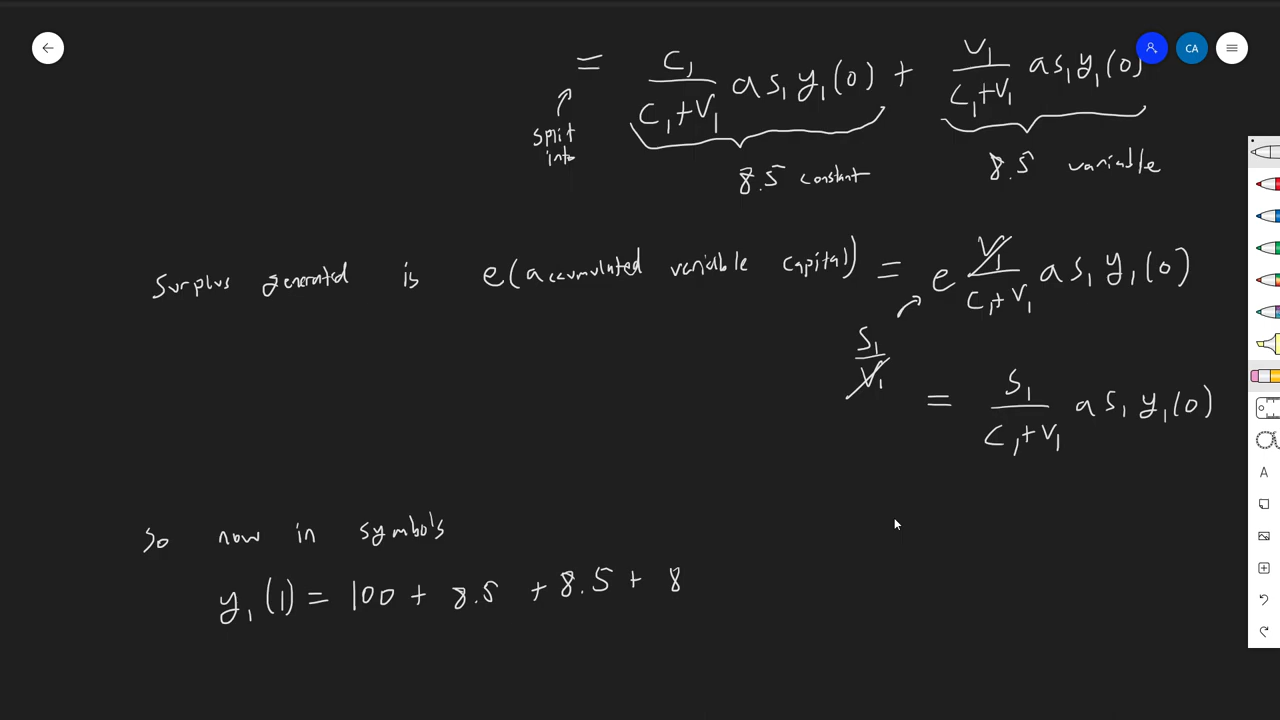 = C₁/(C₁+V₁) a s₁ y₁(0) + V₁/(C₁+V₁) a s₁ y₁(0)
split into
8.5 constant
8.5 variable
Surplus generated is e(accumulated variable capital) = e V₁/(C₁+V₁) a s₁ y₁(0)
S₁/V₁
= S₁/(C₁+V₁) a s₁ y₁(0)
So now in symbols
y₁(1) = 100 + 8.5 + 8.5 + 8
CA
A